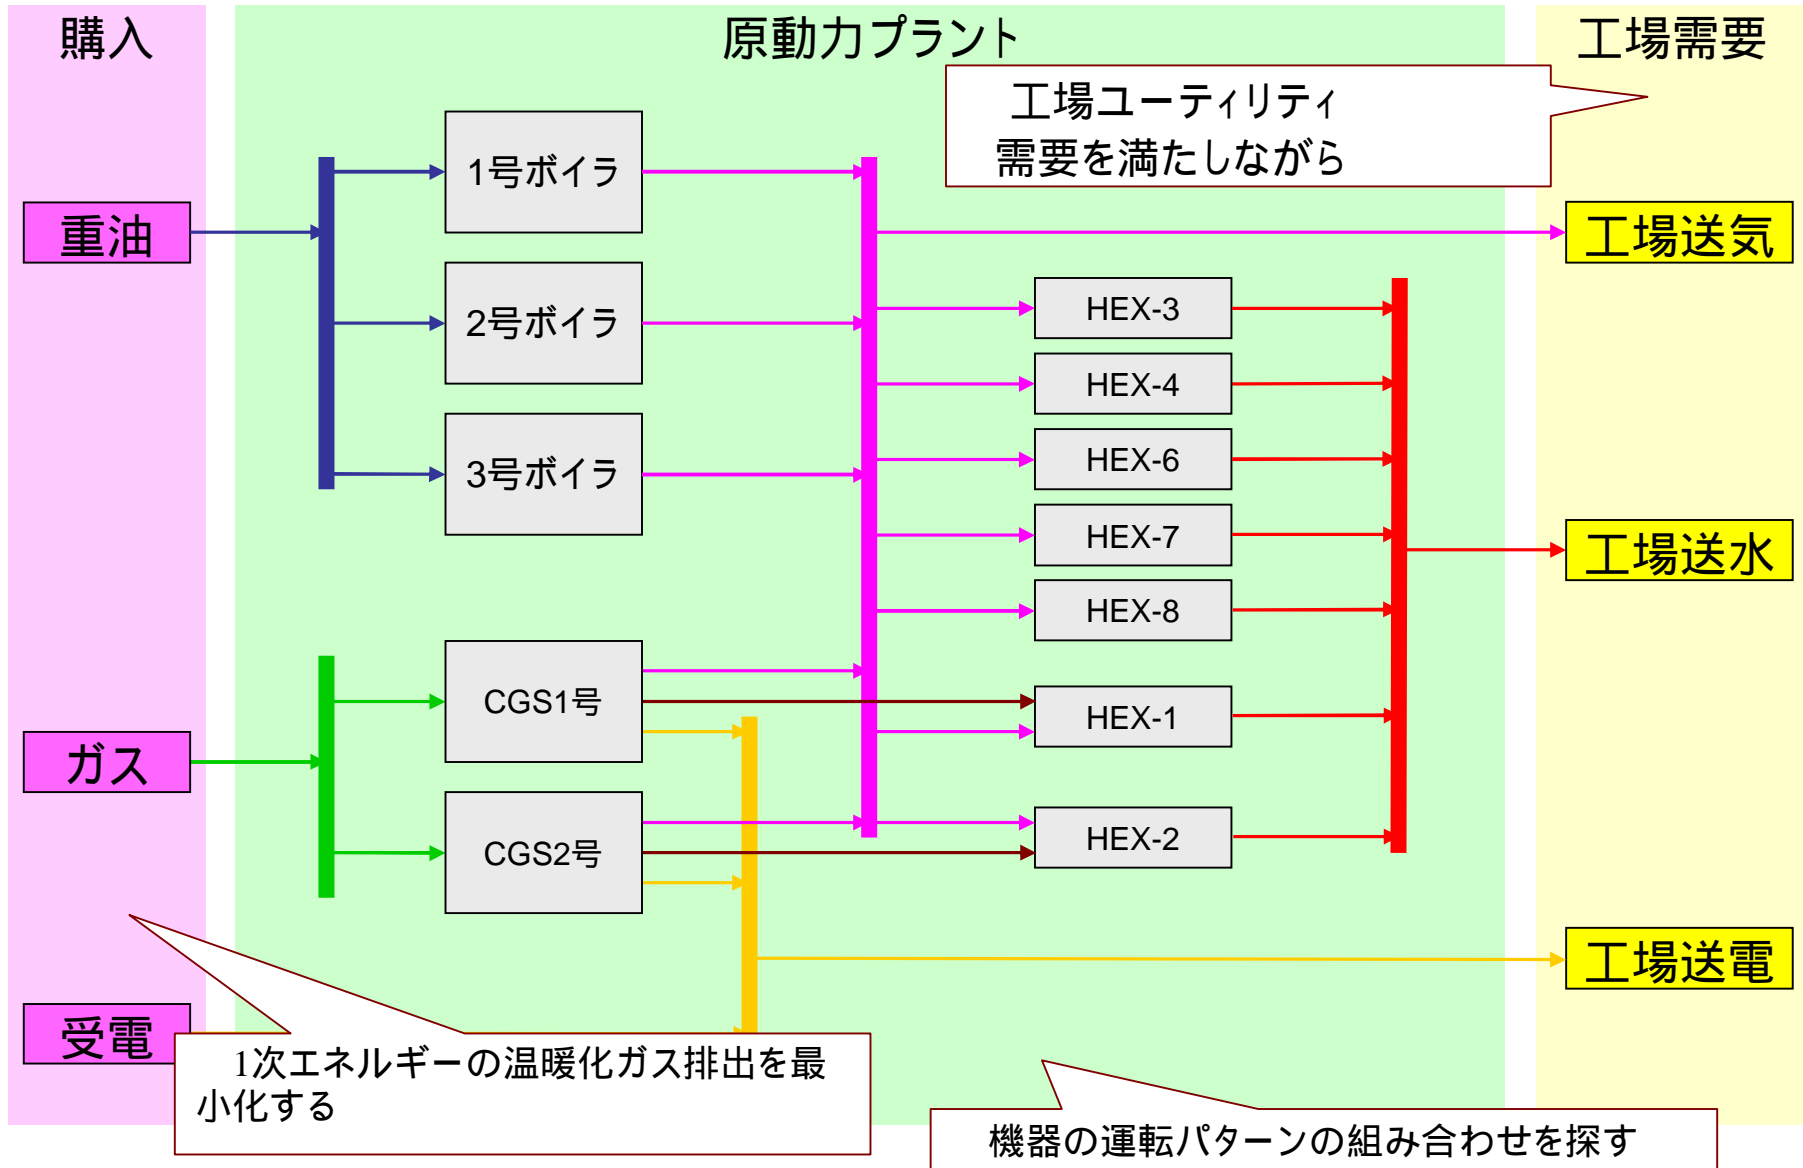 購入
原動力プラント
工場需要
工場ユーティリティ
需要を満たしながら
1号ボイラ
重油
工場送気
2号ボイラ
HEX-3
HEX-4
3号ボイラ
HEX-6
HEX-7
工場送水
HEX-8
CGS1号
HEX-1
ガス
CGS2号
HEX-2
工場送電
受電
1次エネルギーの温暖化ガス排出を最
小化する
機器の運転パターンの組み合わせを探す